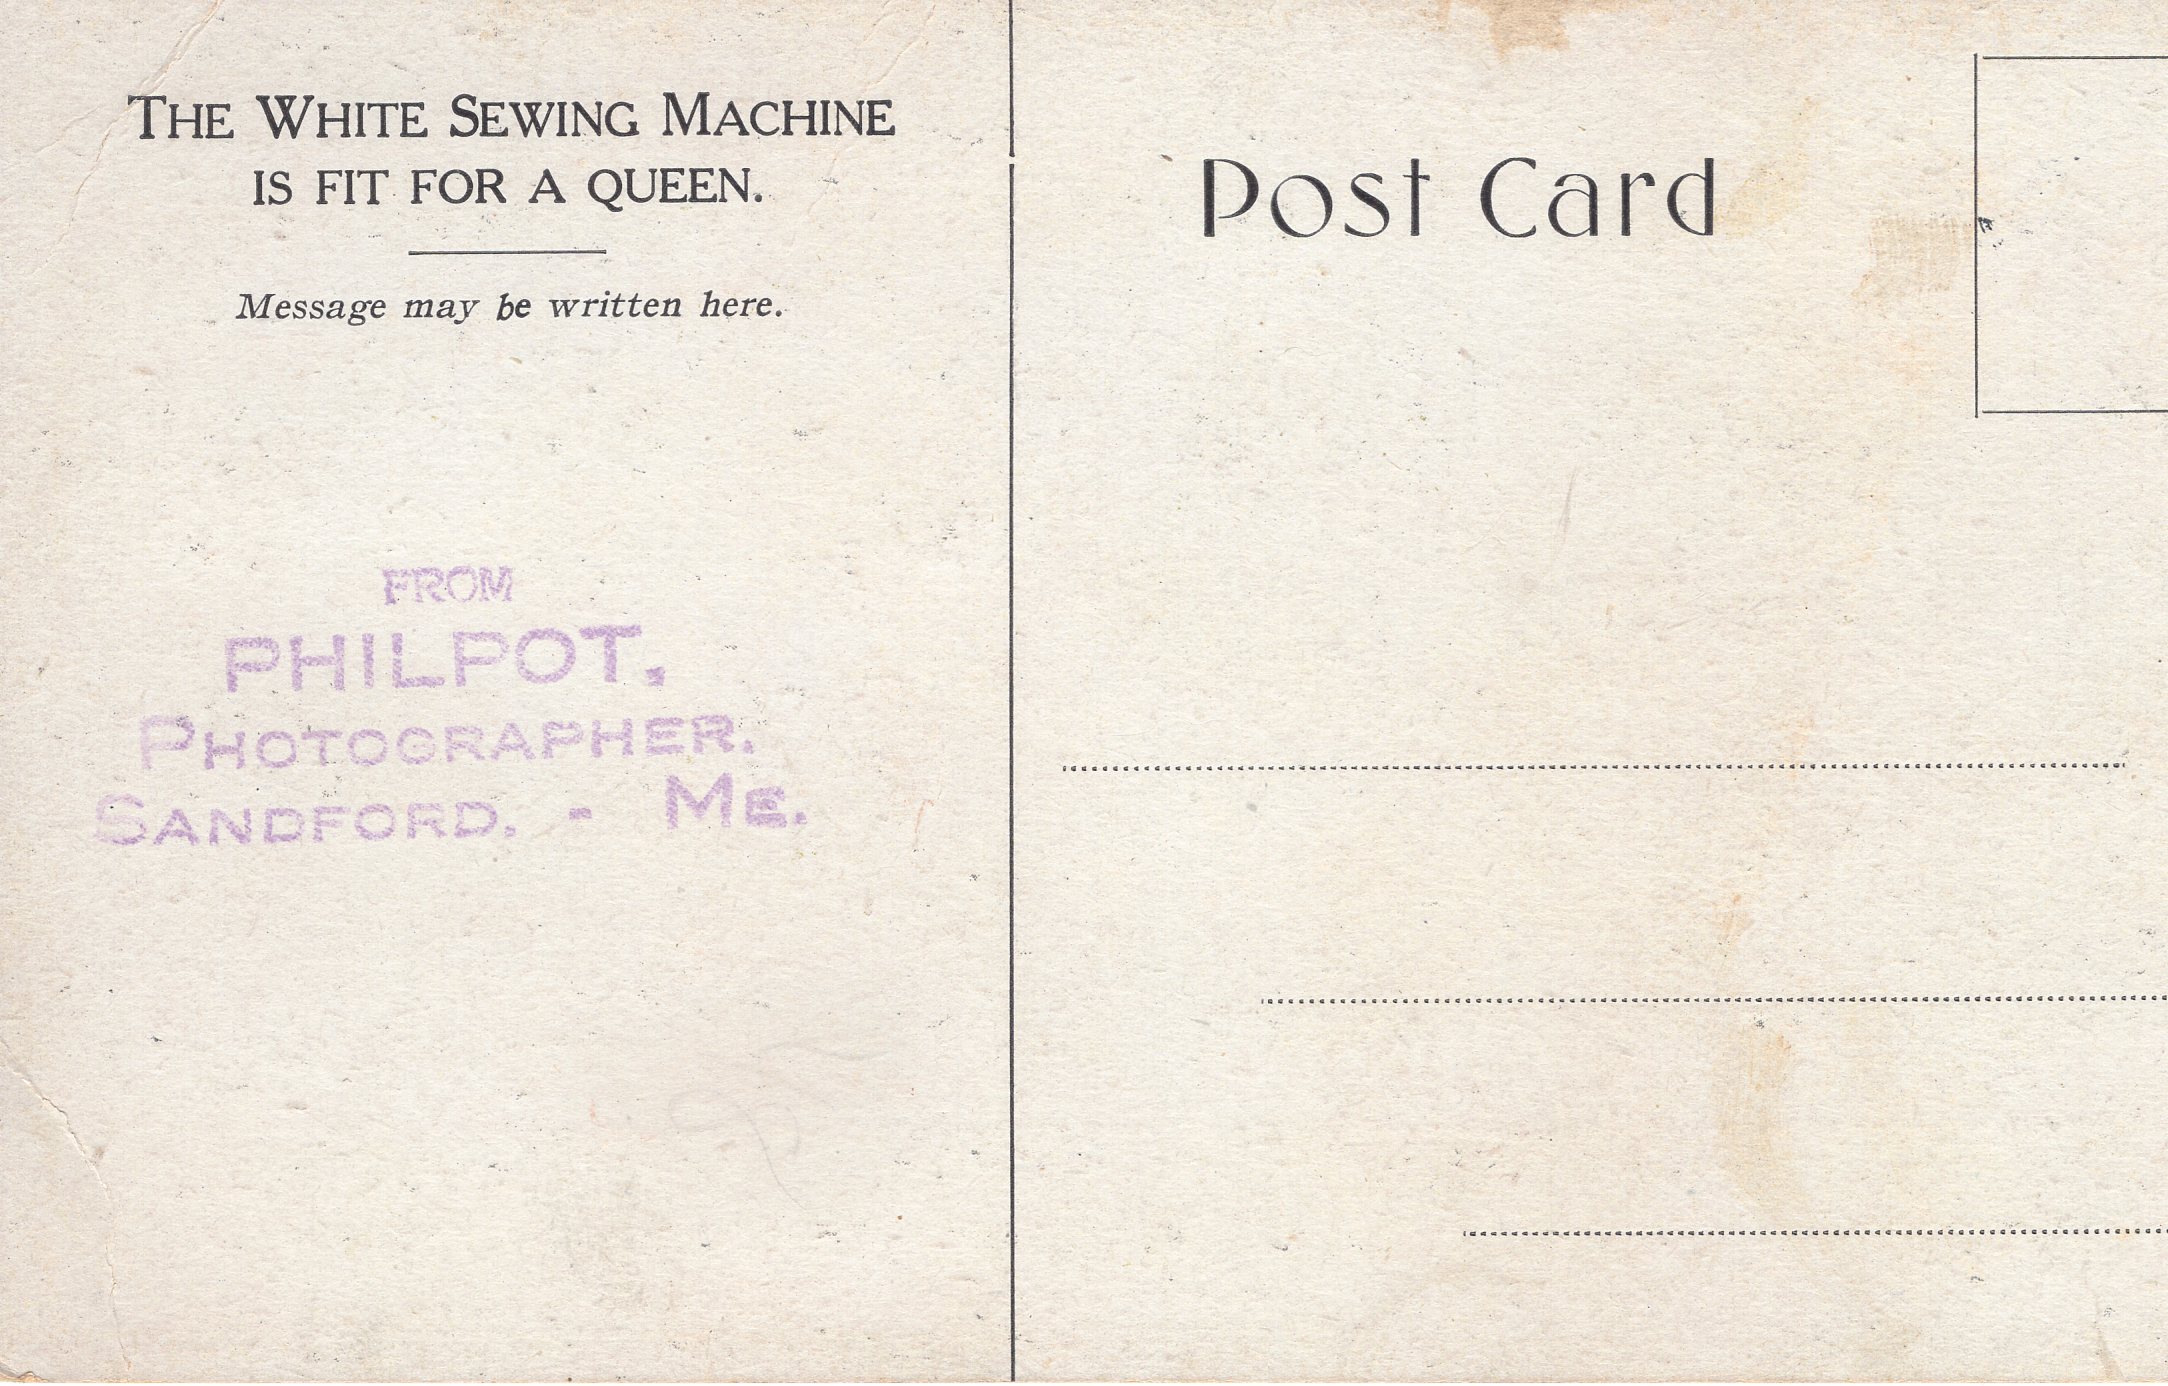 THE WHITE SEWING MACHINE
IS FIT FOR A QUEEN.
Message may be written here.
FROM
PHILPOT.
PHOTOGRAPHER.
SANDFORD. - ME.
Post Card